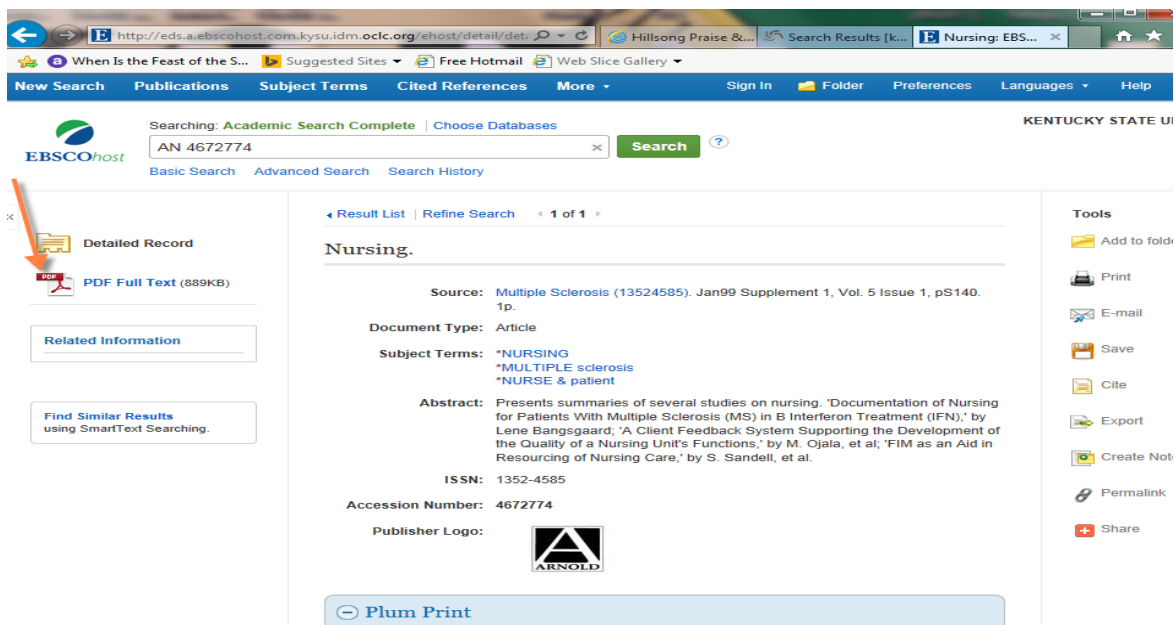 http://eds.a.ebscohost.com.kysu.idm.oclc.org/ehost/detail/deta
Hillsong Praise &...
Search Results [k...
Nursing: EBS...
When Is the Feast of the S...
Suggested Sites
Free Hotmail
Web Slice Gallery
New Search Publications Subject Terms Cited References More Sign In Folder Preferences Languages Help
Searching: Academic Search Complete | Choose Databases
KENTUCKY STATE U
EBSCOhost
AN 4672774
Search
?
Basic Search Advanced Search Search History
Result List | Refine Search 1 of 1
Tools
Detailed Record
Nursing.
Add to folde
PDF
PDF Full Text (889KB)
Print
Source: Multiple Sclerosis (13524585). Jan99 Supplement 1, Vol. 5 Issue 1, pS140.
1p.
E-mail
Document Type: Article
Related Information
Save
Subject Terms: *NURSING
*MULTIPLE sclerosis
*NURSE & patient
Cite
Abstract: Presents summaries of several studies on nursing. 'Documentation of Nursing
for Patients With Multiple Sclerosis (MS) in B Interferon Treatment (IFN),' by
Lene Bangsgaard; 'A Client Feedback System Supporting the Development of
the Quality of a Nursing Unit's Functions,' by M. Ojala, et al; 'FIM as an Aid in
Resourcing of Nursing Care,' by S. Sandell, et al.
Find Similar Results
using SmartText Searching.
Export
Create Note
ISSN: 1352-4585
Permalink
Accession Number: 4672774
Share
Publisher Logo:
A
ARNOLD
Plum Print